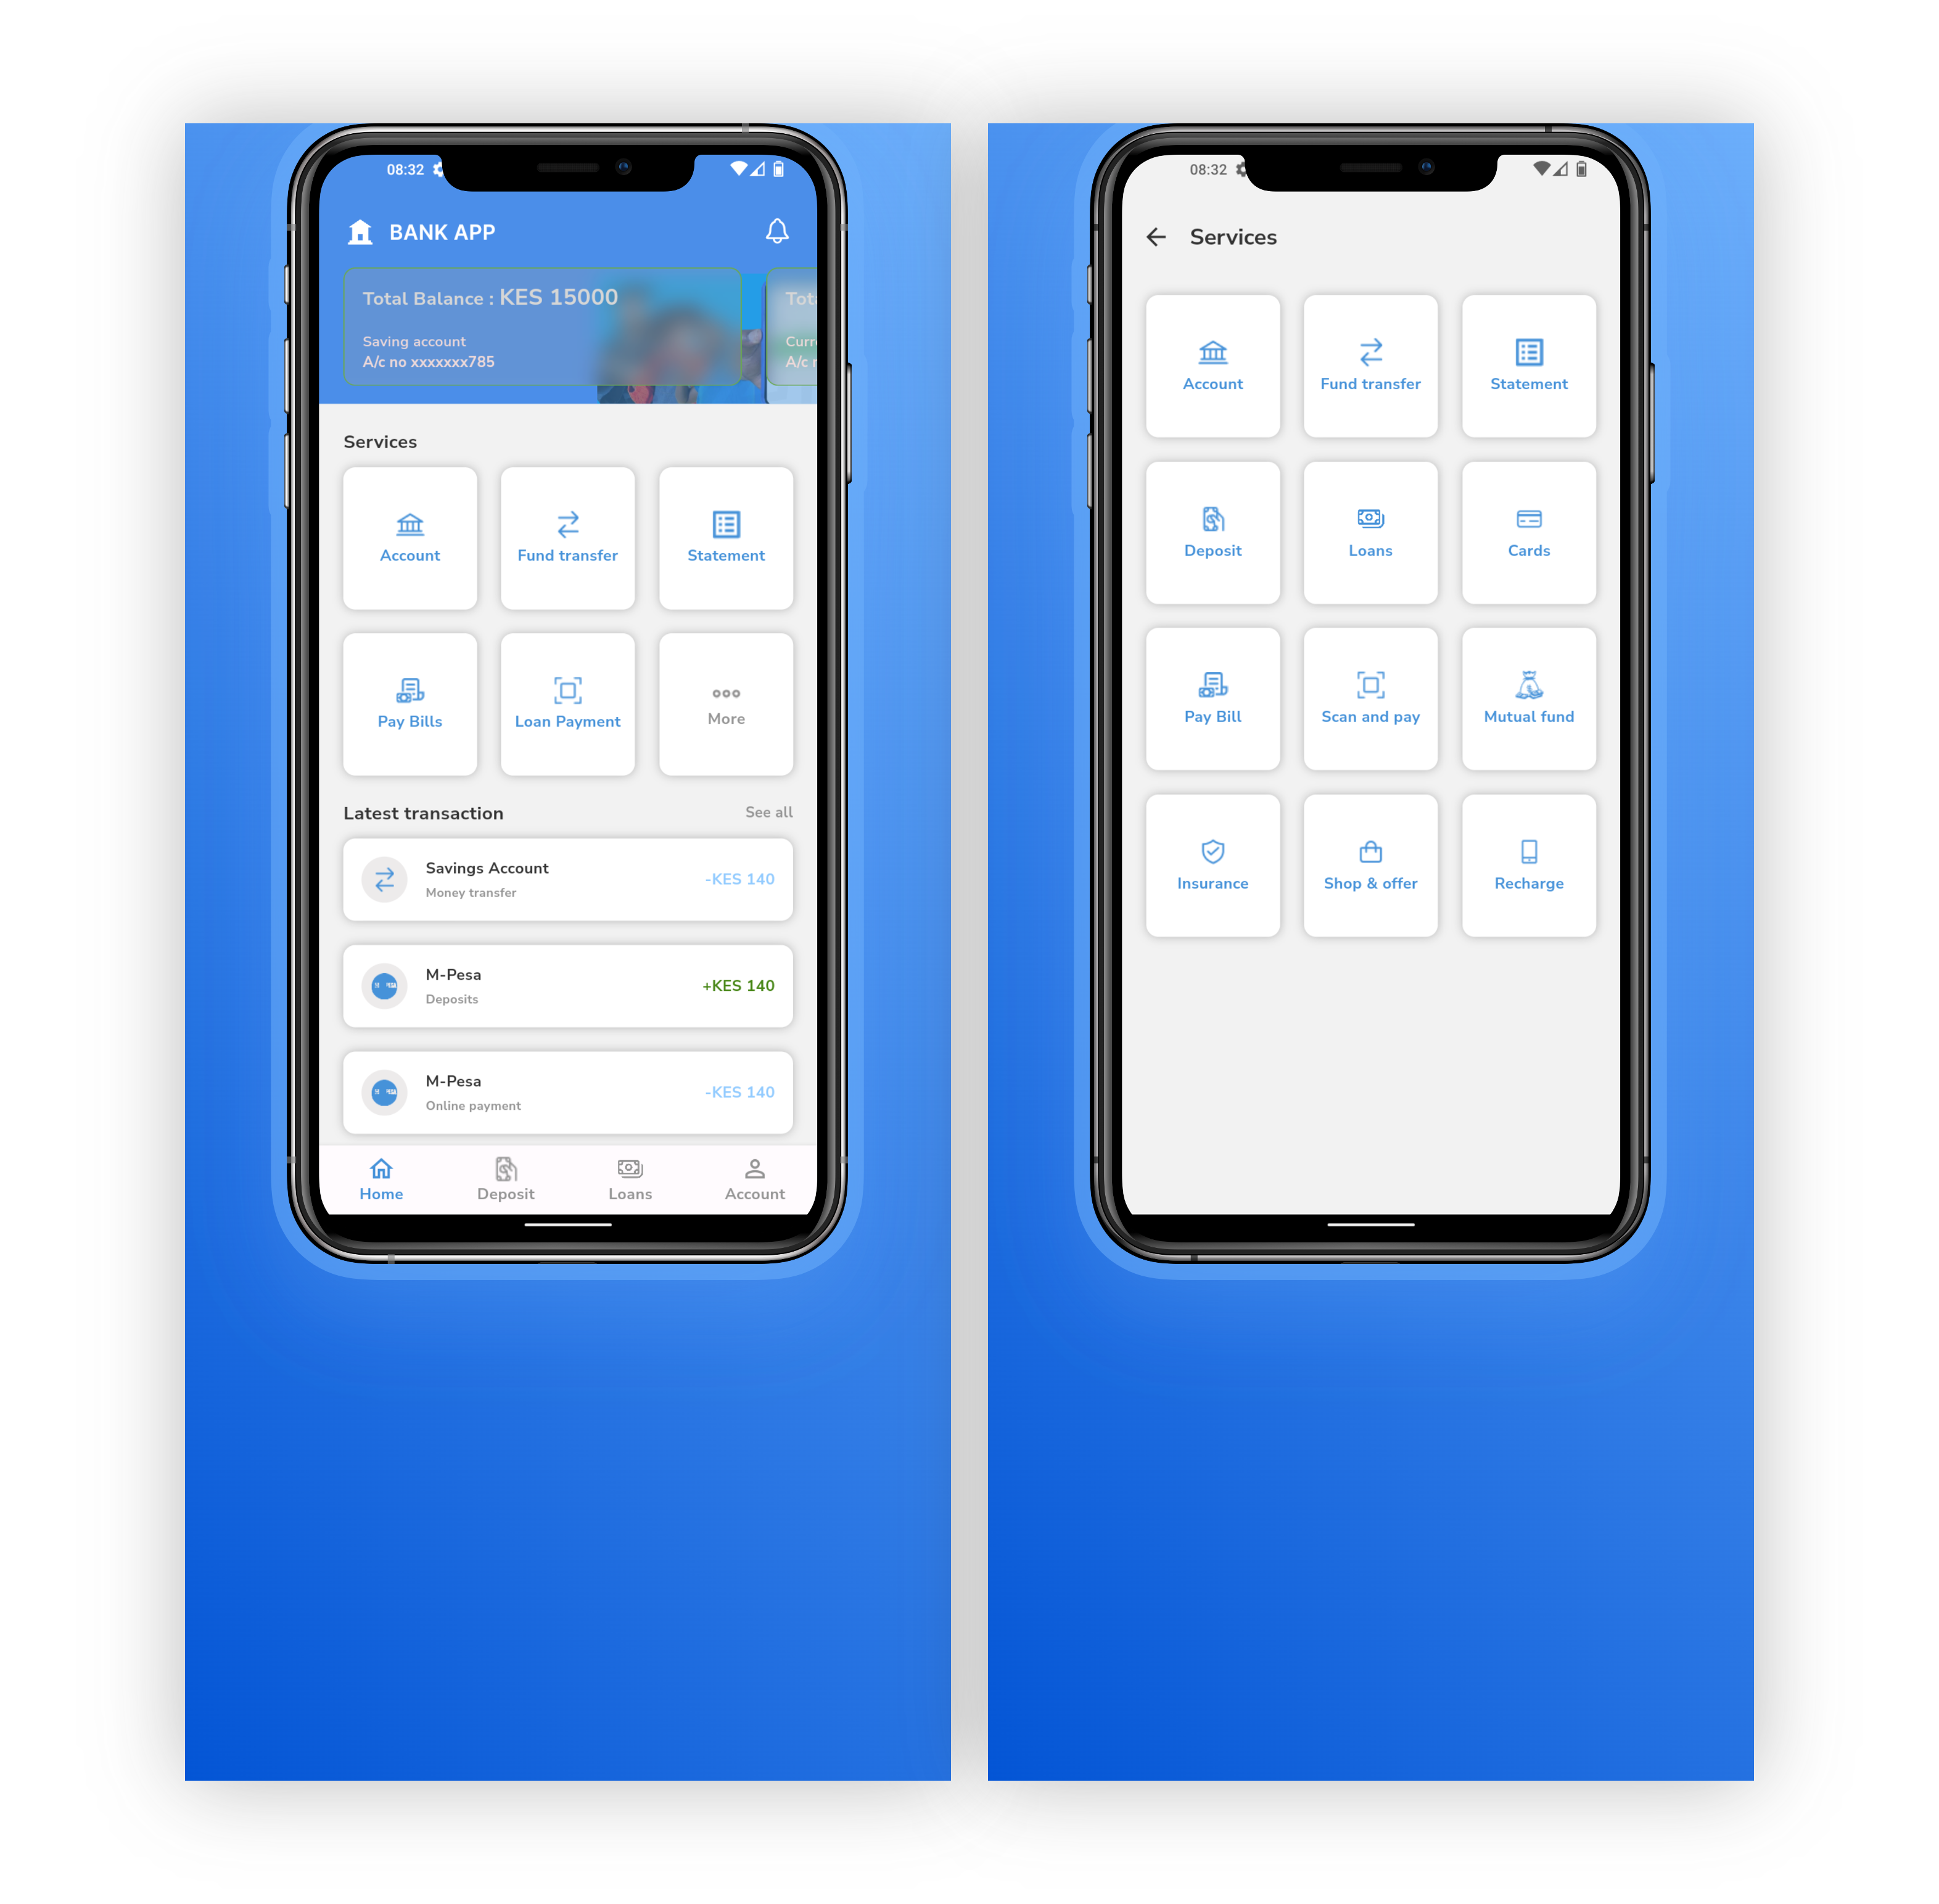 08:32
BANK APP
Total Balance : KES 15000
Saving account
A/c no xxxxxxx785
Services
Account
Fund transfer
Statement
Pay Bills
Loan Payment
More
Latest transaction
See all
Savings Account
-KES 140
Money transfer
M-Pesa
+KES 140
Deposits
M-Pesa
-KES 140
Online payment
Home
Deposit
Loans
Account
08:32
Services
Account
Fund transfer
Statement
Deposit
Loans
Cards
Pay Bill
Scan and pay
Mutual fund
Insurance
Shop & offer
Recharge